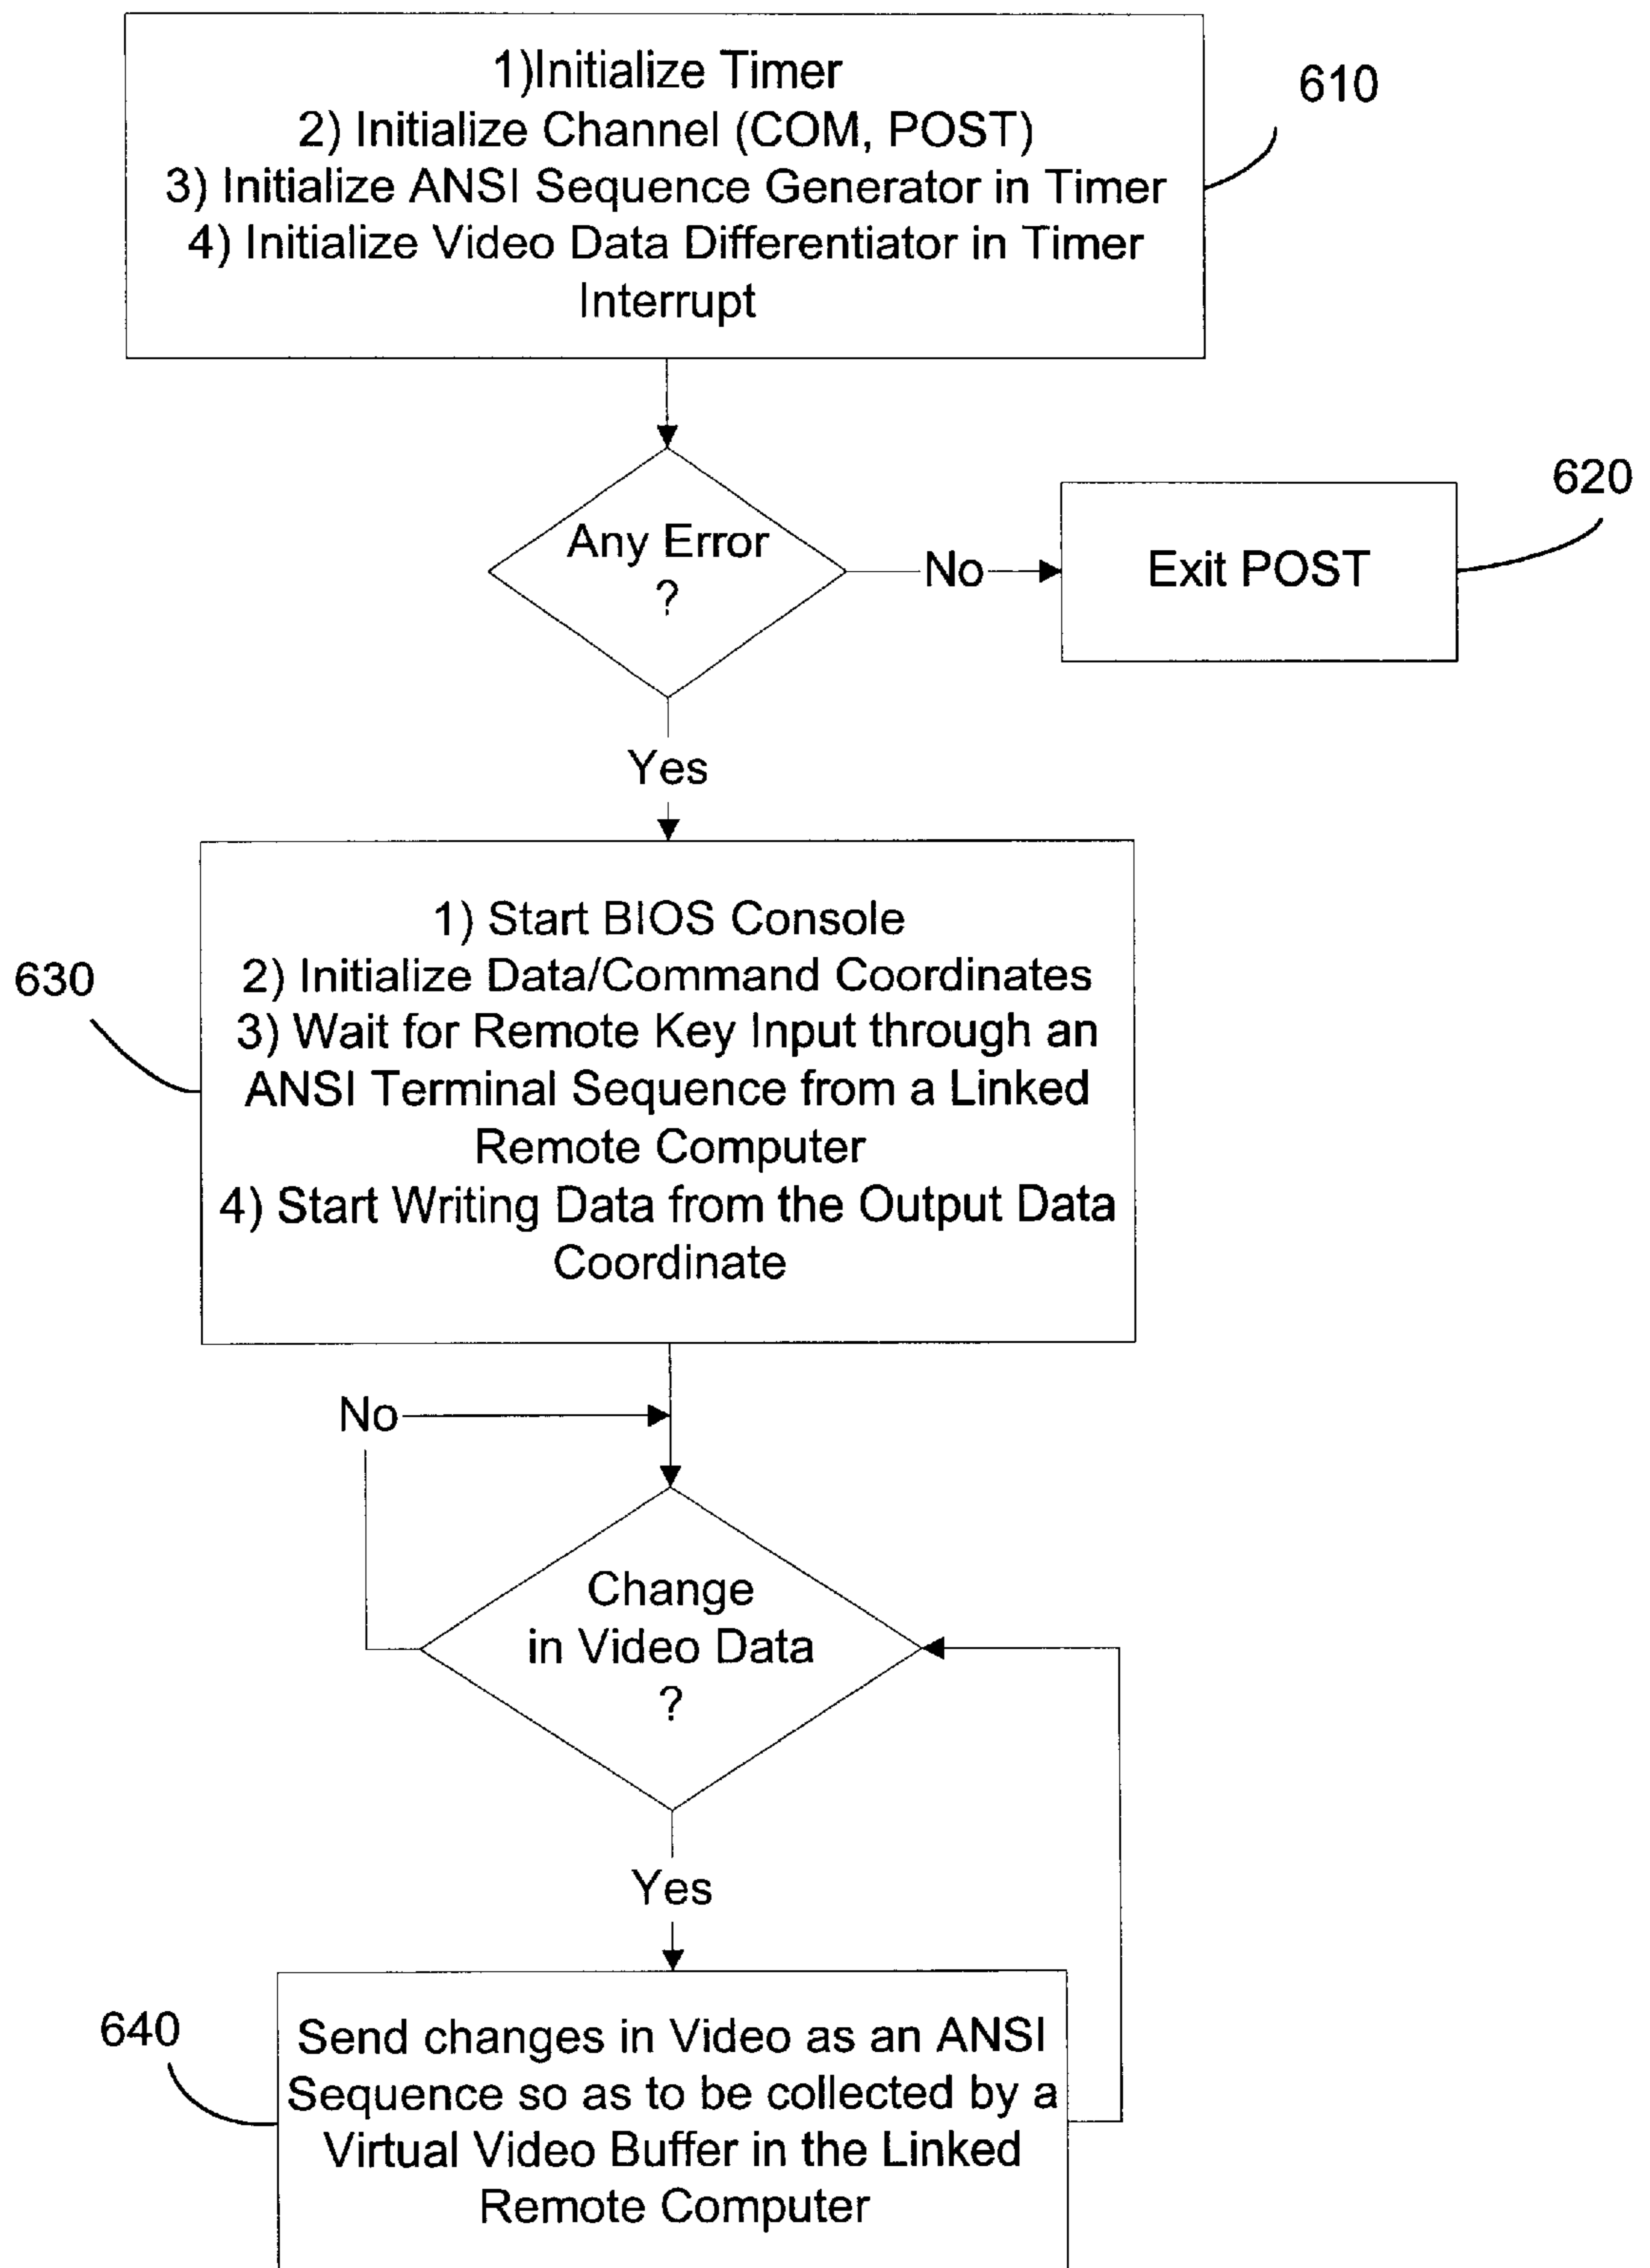 1)Initialize Timer
2) Initialize Channel (COM, POST)
3) Initialize ANSI Sequence Generator in Timer
4) Initialize Video Data Differentiator in Timer
Interrupt
610
Any Error
?
No
Exit POST
620
Yes
1) Start BIOS Console
2) Initialize Data/Command Coordinates
3) Wait for Remote Key Input through an
ANSI Terminal Sequence from a Linked
Remote Computer
4) Start Writing Data from the Output Data
Coordinate
630
No
Change
in Video Data
?
Yes
640
Send changes in Video as an ANSI
Sequence so as to be collected by a
Virtual Video Buffer in the Linked
Remote Computer